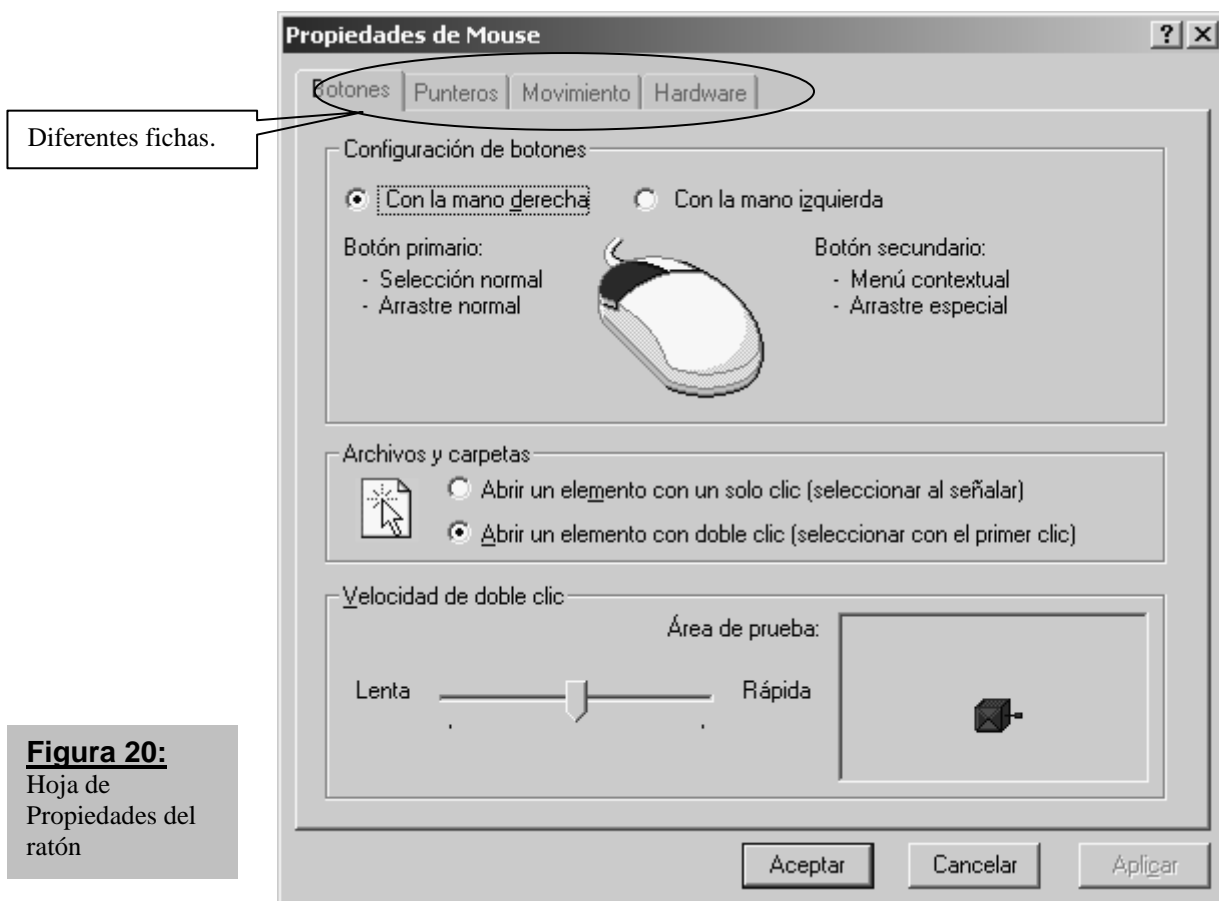 Propiedades de Mouse
Botones Punteros Movimiento Hardware
Diferentes fichas.
Configuración de botones
Con la mano derecha Con la mano izquierda
Botón primario:
- Selección normal
- Arrastre normal
Botón secundario:
- Menú contextual
- Arrastre especial
Archivos y carpetas
Abrir un elemento con un solo clic (seleccionar al señalar)
Abrir un elemento con doble clic (seleccionar con el primer clic)
Velocidad de doble clic
Área de prueba:
Lenta Rápida
Figura 20:
Hoja de
Propiedades del
ratón
Aceptar Cancelar Aplicar